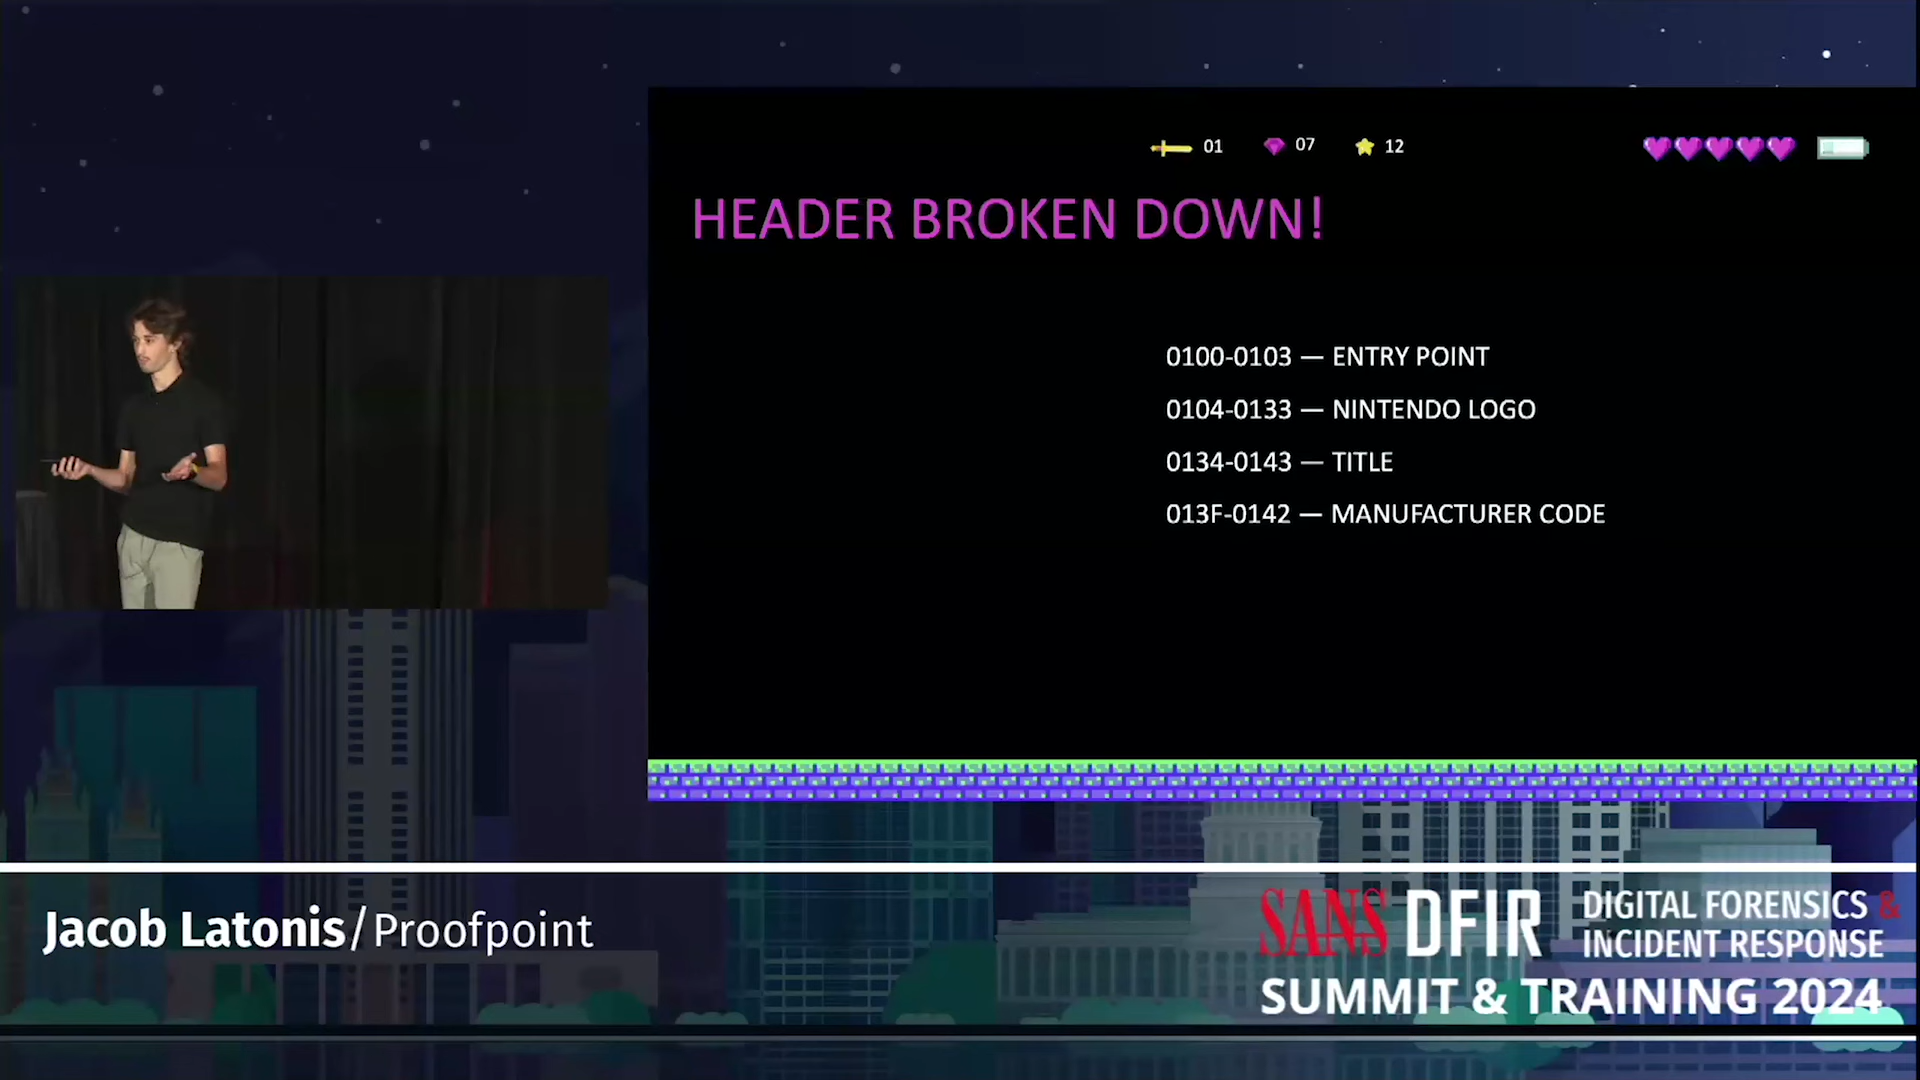 01
07
12
HEADER BROKEN DOWN!
0100-0103 — ENTRY POINT
0104-0133 — NINTENDO LOGO
0134-0143 — TITLE
013F-0142 — MANUFACTURER CODE
Jacob Latonis/Proofpoint
SANS DFIR
DIGITAL FORENSICS &
INCIDENT RESPONSE
SUMMIT & TRAINING 2024